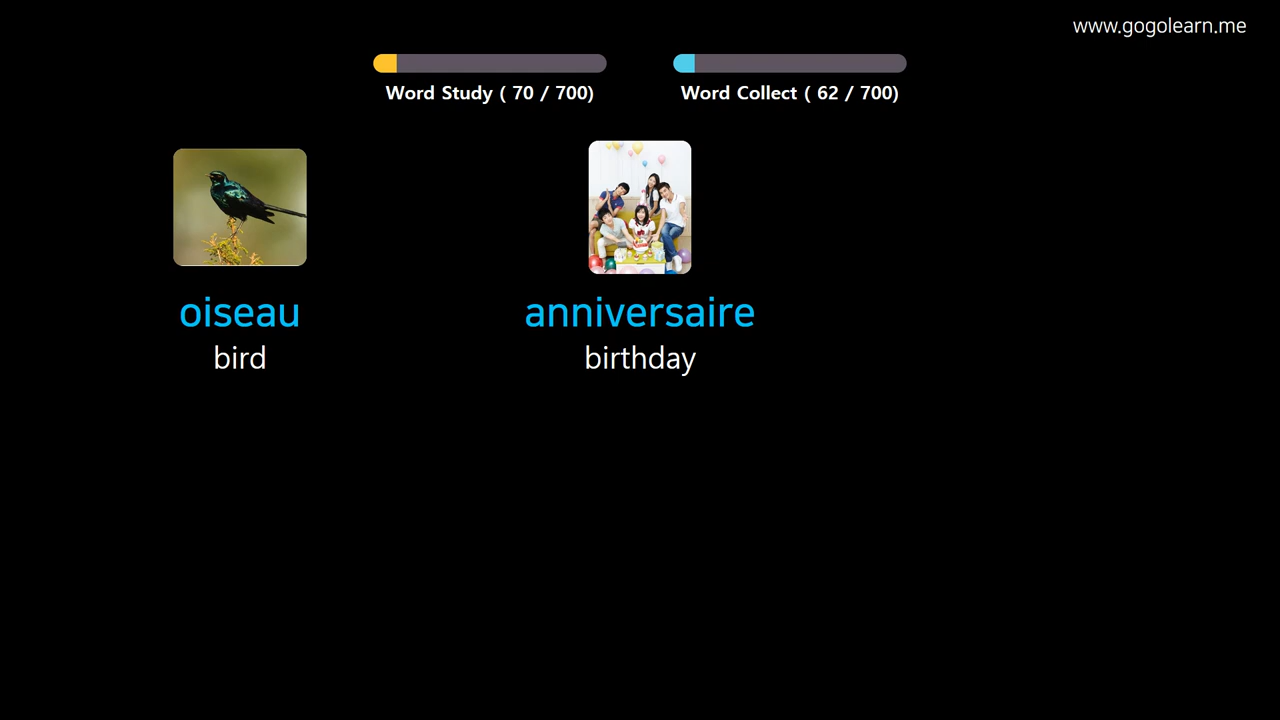 www.gogolearn.me
Word Study ( 70 / 700)
Word Collect ( 62 / 700)
oiseau
bird
anniversaire
birthday